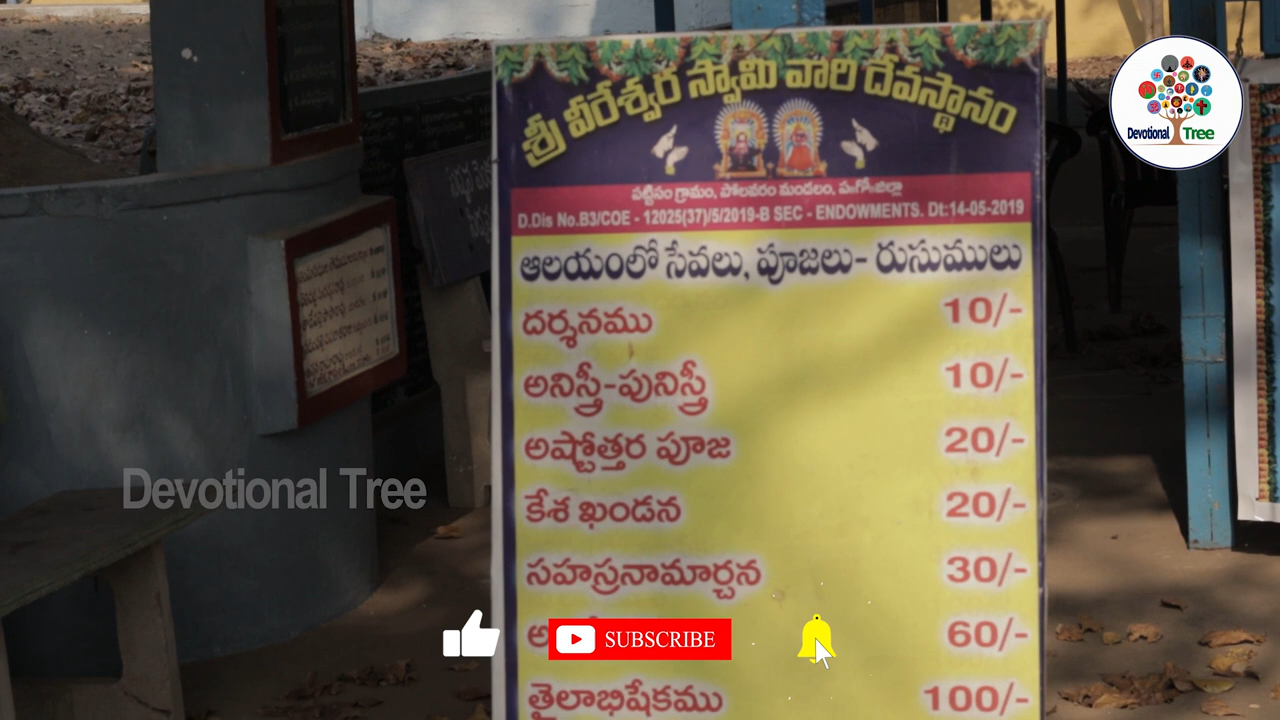 శ్రీ వీరేశ్వర స్వామి వారి దేవస్థానం
పట్టిసం గ్రామం, పోలవరం మండలం, ప.గో.జిల్లా
D.Dis No.B3/COE - 12025(37)/5/2019-B SEC - ENDOWMENTS. Dt:14-05-2019
ఆలయంలో సేవలు, పూజలు- రుసుములు
దర్శనము 10/-
అనిస్త్రీ-పునిస్త్రీ 10/-
అష్టోత్తర పూజ 20/-
కేశ ఖండన 20/-
సహస్రనామార్చన 30/-
60/-
తైలాభిషేకము 100/-
Devotional Tree
Devotional Tree
SUBSCRIBE